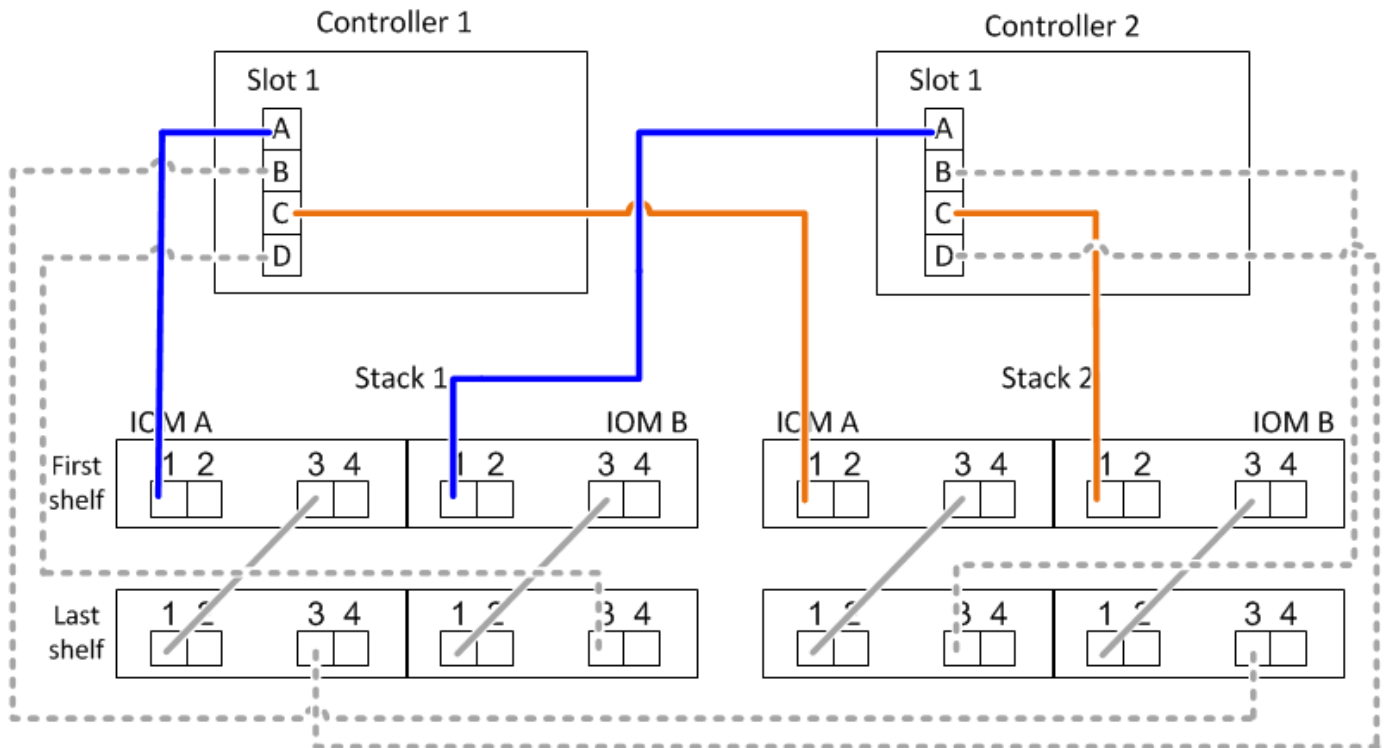 Controller 1
Controller 2
Slot 1
Slot 1
A
A
B
B
C
C
D
D
Stack 1
Stack 2
IOM A
IOM B
IOM A
IOM B
First
shelf
1 2
3 4
1 2
3 4
1 2
3 4
1 2
3 4
Last
shelf
1 2
3 4
1 2
3 4
1 2
3 4
1 2
3 4